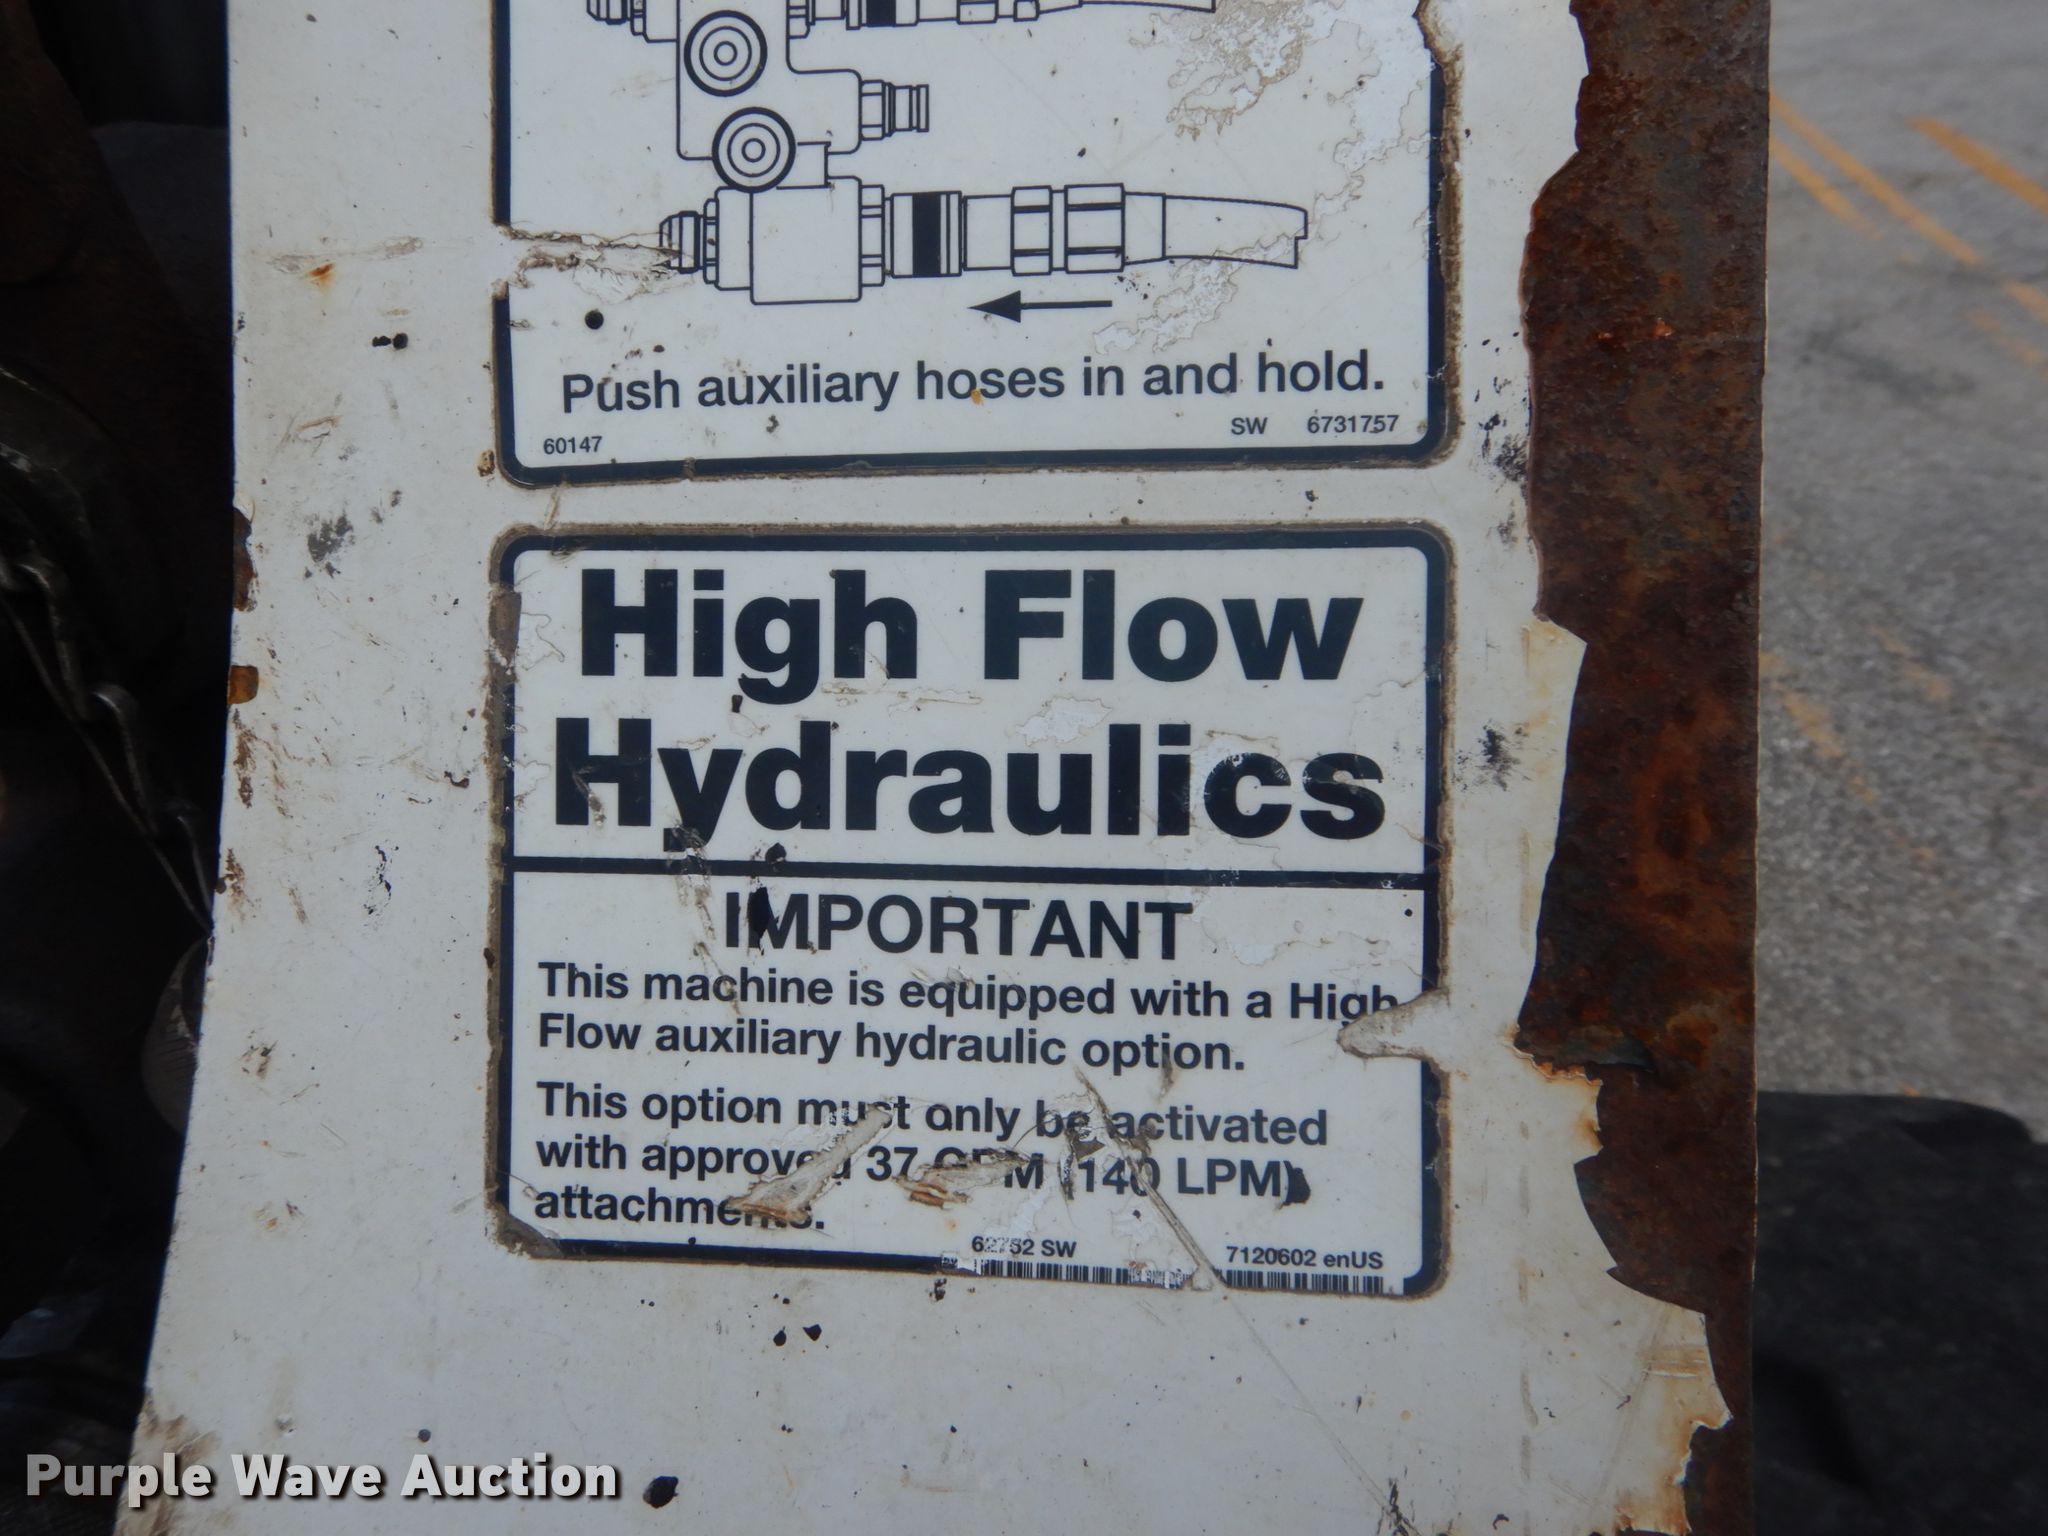 Push auxiliary hoses in and hold.
60147 SW 6731757
High Flow
Hydraulics
IMPORTANT
This machine is equipped with a High
Flow auxiliary hydraulic option.
This option must only be activated
with approved 37 GPM (140 LPM)
attachments.
62752 SW 7120602 enUS
Purple Wave Auction